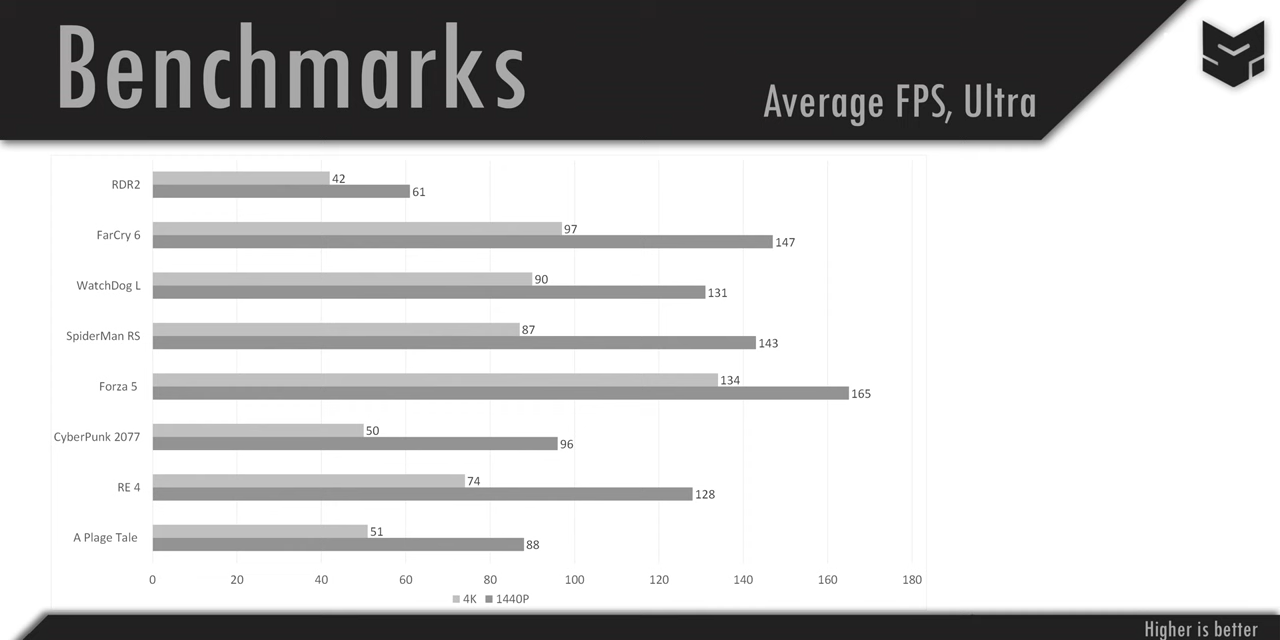 Benchmarks
Average FPS, Ultra
RDR2 42 61
FarCry 6 97 147
WatchDog L 90 131
SpiderMan RS 87 143
Forza 5 134 165
CyberPunk 2077 50 96
RE 4 74 128
A Plage Tale 51 88
0 20 40 60 80 100 120 140 160 180
4K 1440P
Higher is better